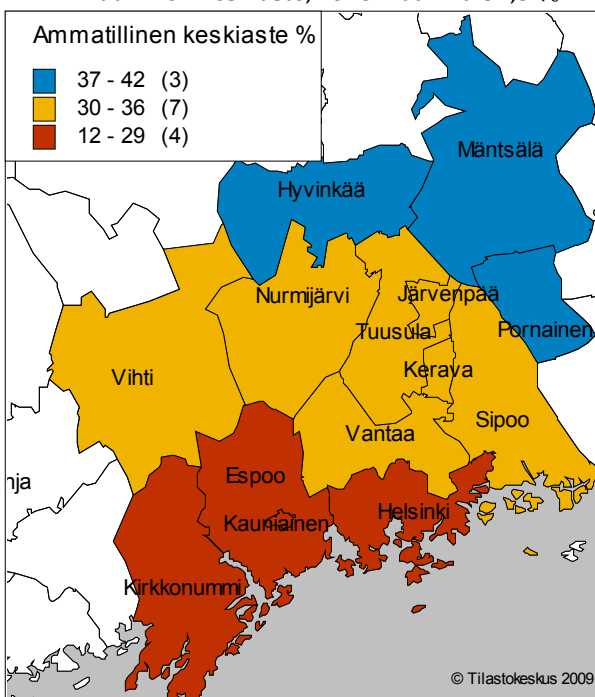 Ammatillinen keskiaste %
37 - 42 (3)
30 - 36 (7)
12 - 29 (4)
Mäntsälä
Hyvinkää
Nurmijärvi
Järvenpää
Tuusula
Pornainen
Kerava
Vihti
Sipoo
Vantaa
Espoo
nja
Helsinki
Kauniainen
Kirkkonummi
© Tilastokeskus 2009